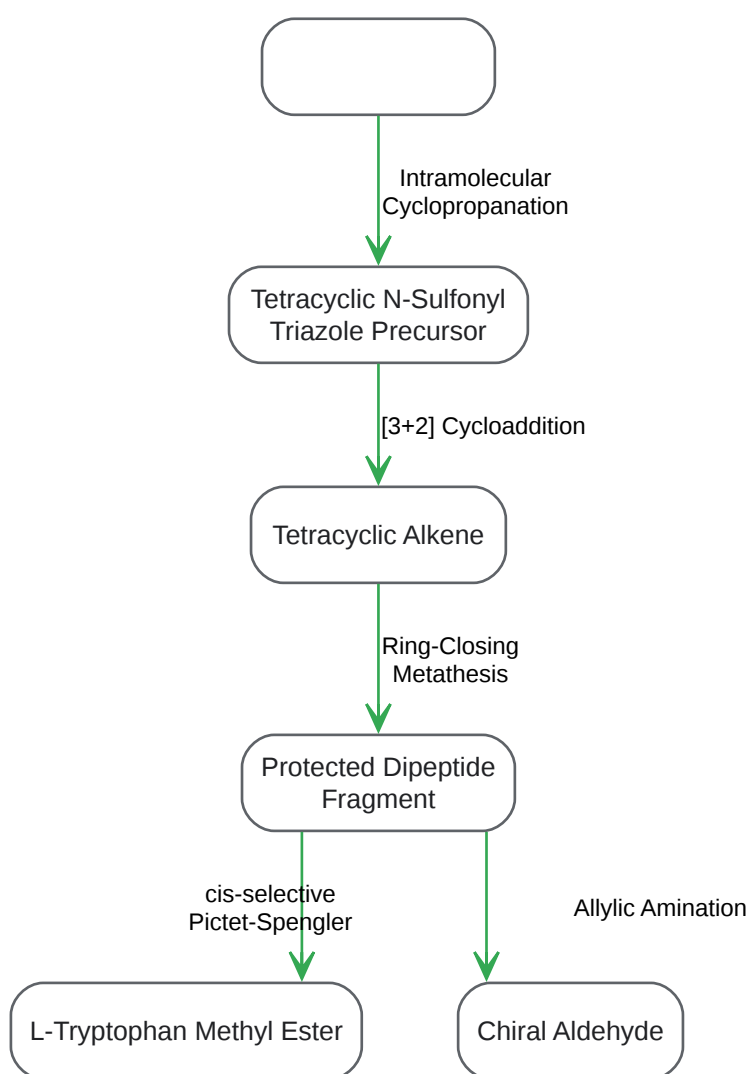 Intramolecular
Cyclopropanation
Tetracyclic N-Sulfonyl
Triazole Precursor
[3+2] Cycloaddition
Tetracyclic Alkene
Ring-Closing
Metathesis
Protected Dipeptide
Fragment
cis-selective
Pictet-Spengler
Allylic Amination
L-Tryptophan Methyl Ester
Chiral Aldehyde